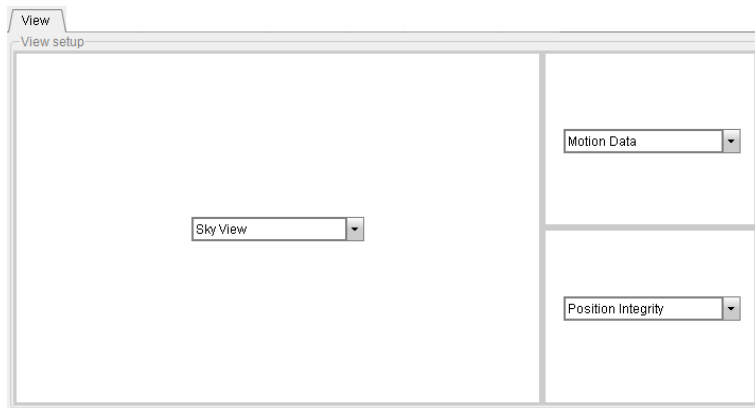 View
View setup
Sky View
Motion Data
Position Integrity